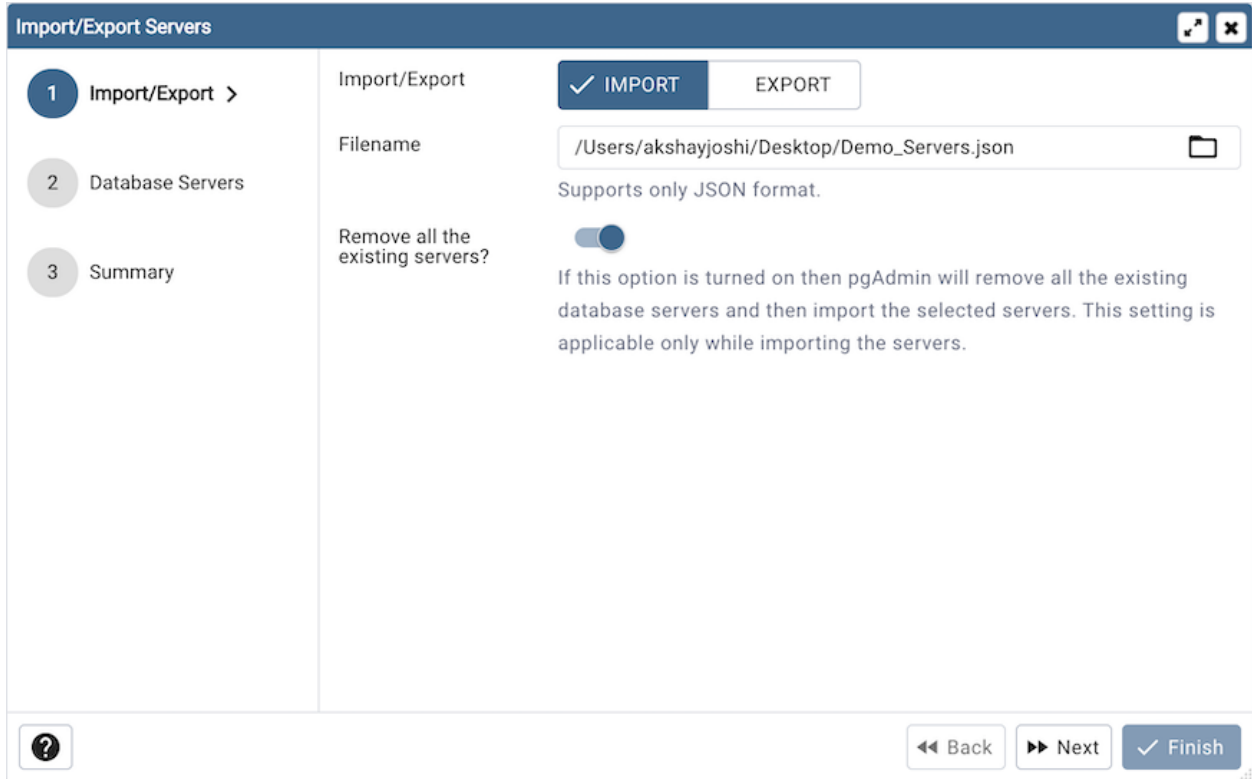 Import/Export Servers
1 Import/Export
2 Database Servers
3 Summary
Import/Export
IMPORT EXPORT
Filename
/Users/akshayjoshi/Desktop/Demo_Servers.json
Supports only JSON format.
Remove all the
existing servers?
If this option is turned on then pgAdmin will remove all the existing
database servers and then import the selected servers. This setting is
applicable only while importing the servers.
? Back Next Finish